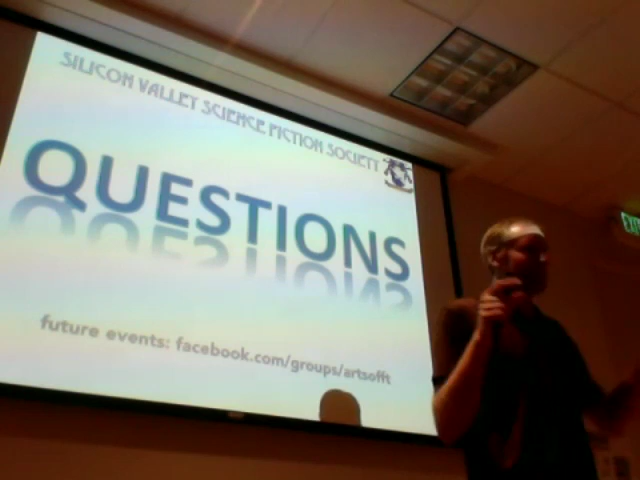 SILICON VALLEY SCIENCE FICTION SOCIETY
QUESTIONS
future events: facebook.com/groups/artsofft